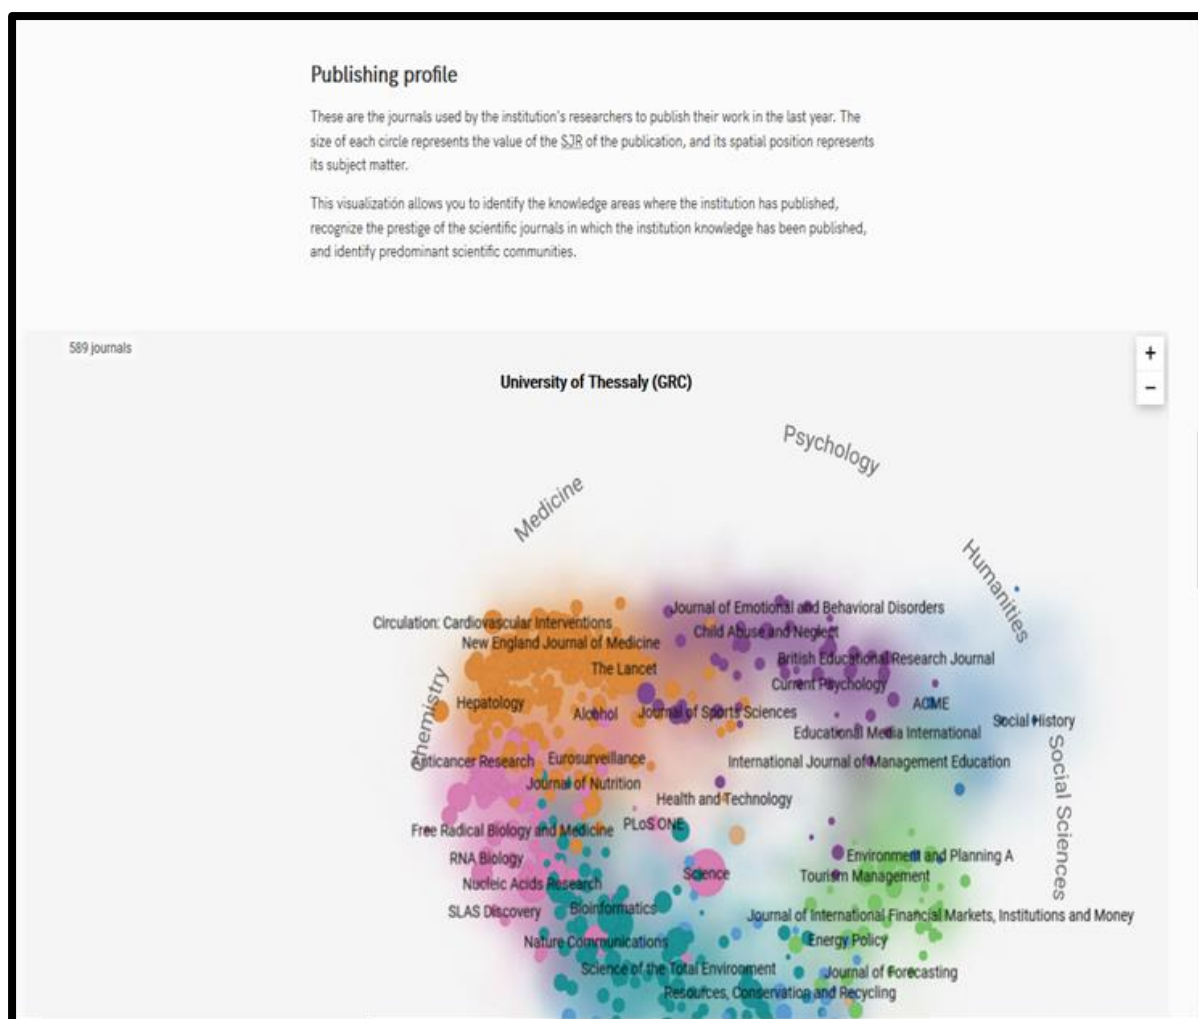 Publishing profile
These are the journals used by the institution's researchers to publish their work in the last year. The
size of each circle represents the value of the SJR of the publication, and its spatial position represents
its subject matter.
This visualization allows you to identify the knowledge areas where the institution has published,
recognize the prestige of the scientific journals in which the institution knowledge has been published,
and identify predominant scientific communities.
589 journals
+
−
University of Thessaly (GRC)
Psychology
Medicine
Humanities
Journal of Emotional and Behavioral Disorders
Circulation: Cardiovascular Interventions
Child Abuse and Neglect
New England Journal of Medicine
British Educational Research Journal
The Lancet
Current Psychology
Chemistry
Hepatology
ACME
Alcohol
Journal of Sports Sciences
Social History
Educational Media International
Social Sciences
Anticancer Research
Eurosurveillance
International Journal of Management Education
Journal of Nutrition
Health and Technology
PLoS ONE
Free Radical Biology and Medicine
RNA Biology
Environment and Planning A
Science
Tourism Management
Nucleic Acids Research
SLAS Discovery
Bioinformatics
Journal of International Financial Markets, Institutions and Money
Nature Communications
Energy Policy
Science of the Total Environment
Journal of Forecasting
Resources, Conservation and Recycling